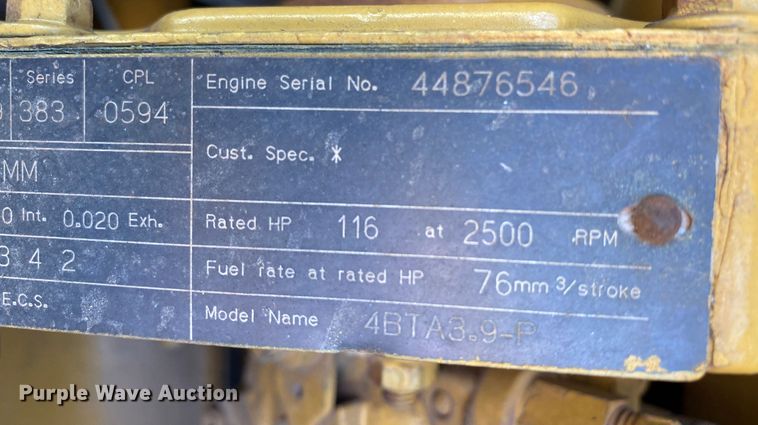 Series CPL Engine Serial No. 44876546
383 0594
Cust. Spec. *
MM
0 Int. 0.020 Exh. Rated HP 116 at 2500 RPM
3 4 2 Fuel rate at rated HP 76mm³/stroke
E.C.S. Model Name 4BTA3.9-P
Purple Wave Auction